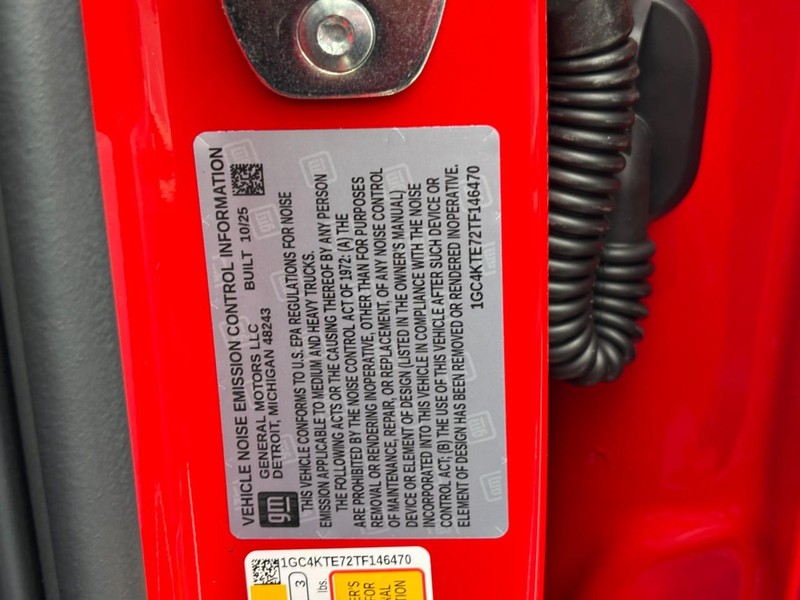 VEHICLE NOISE EMISSION CONTROL INFORMATION
GENERAL MOTORS LLC
DETROIT, MICHIGAN 48243
BUILT 10/25
gm
THIS VEHICLE CONFORMS TO U.S. EPA REGULATIONS FOR NOISE
EMISSION APPLICABLE TO MEDIUM AND HEAVY TRUCKS.
THE FOLLOWING ACTS OR THE CAUSING THEREOF BY ANY PERSON
ARE PROHIBITED BY THE NOISE CONTROL ACT OF 1972: (A) THE
REMOVAL OR RENDERING INOPERATIVE, OTHER THAN FOR PURPOSES
OF MAINTENANCE, REPAIR, OR REPLACEMENT, OF ANY NOISE CONTROL
DEVICE OR ELEMENT OF DESIGN (LISTED IN THE OWNER'S MANUAL)
INCORPORATED INTO THIS VEHICLE IN COMPLIANCE WITH THE NOISE
CONTROL ACT; (B) THE USE OF THIS VEHICLE AFTER SUCH DEVICE OR
ELEMENT OF DESIGN HAS BEEN REMOVED OR RENDERED INOPERATIVE.
1GC4KTE72TF146470
1GC4KTE72TF146470
3
lbs.